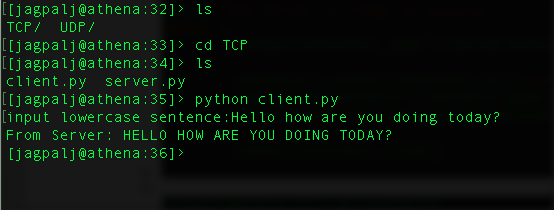 [[jagpalj@athena:32]> ls
TCP/  UDP/
[[jagpalj@athena:33]> cd TCP
[[jagpalj@athena:34]> ls
client.py  server.py
[[jagpalj@athena:35]> python client.py
[input lowercase sentence:Hello how are you doing today?
From Server: HELLO HOW ARE YOU DOING TODAY?
[jagpalj@athena:36]>